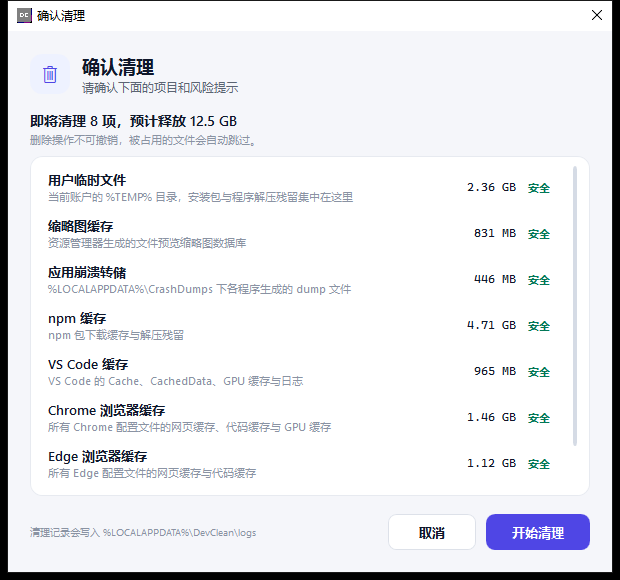 DC 确认清理
确认清理
请确认下面的项目和风险提示
即将清理 8 项，预计释放 12.5 GB
删除操作不可撤销，被占用的文件会自动跳过。
用户临时文件
当前账户的 %TEMP% 目录，安装包与程序解压残留集中在这里
2.36 GB 安全
缩略图缓存
资源管理器生成的文件预览缩略图数据库
831 MB 安全
应用崩溃转储
%LOCALAPPDATA%\CrashDumps 下各程序生成的 dump 文件
446 MB 安全
npm 缓存
npm 包下载缓存与解压残留
4.71 GB 安全
VS Code 缓存
VS Code 的 Cache、CachedData、GPU 缓存与日志
965 MB 安全
Chrome 浏览器缓存
所有 Chrome 配置文件的网页缓存、代码缓存与 GPU 缓存
1.46 GB 安全
Edge 浏览器缓存
所有 Edge 配置文件的网页缓存与代码缓存
1.12 GB 安全
清理记录会写入 %LOCALAPPDATA%\DevClean\logs
取消
开始清理